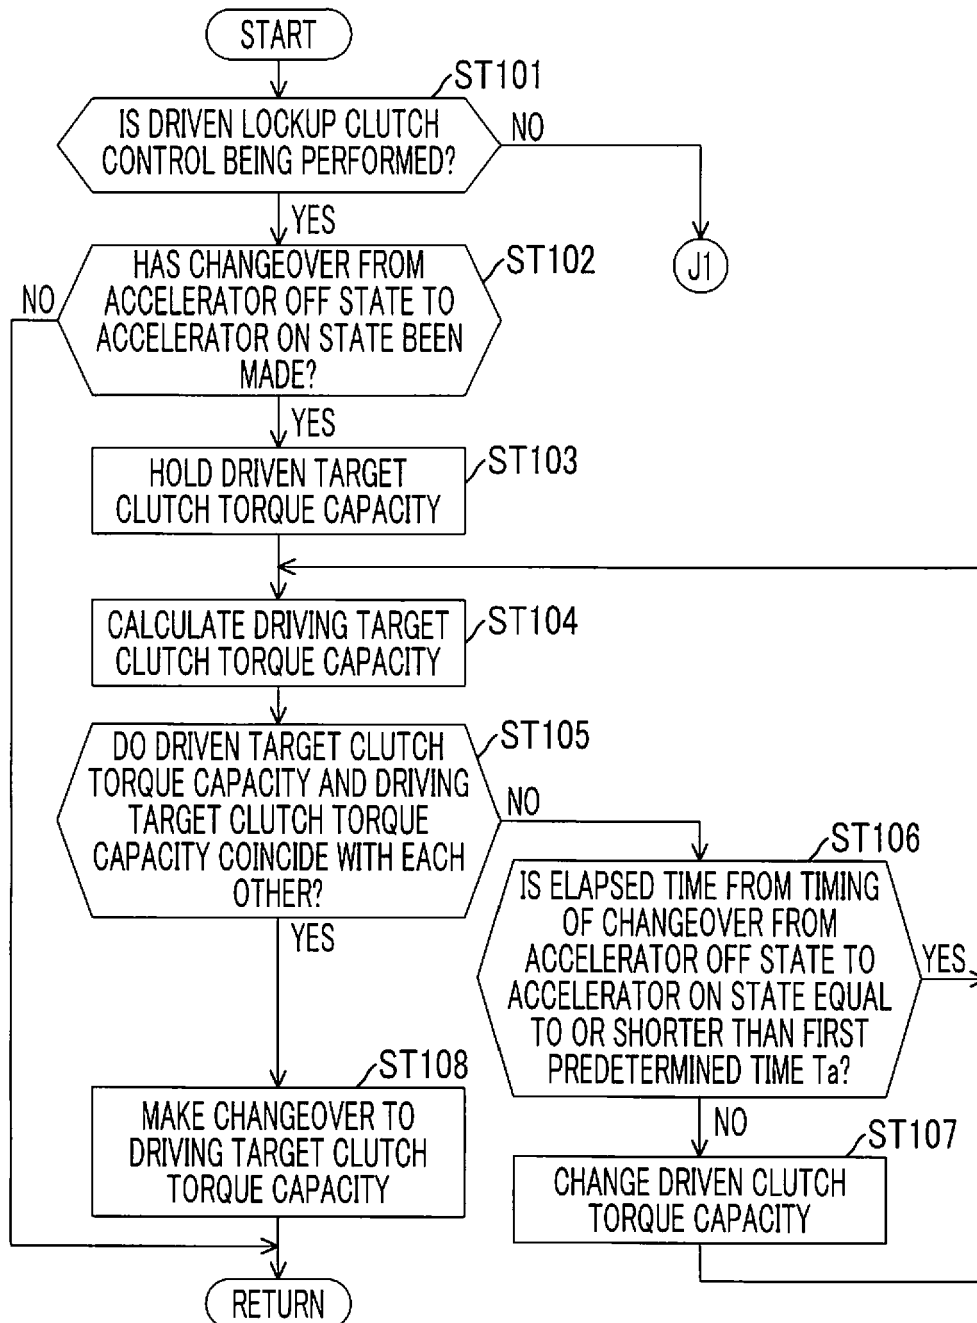 START
ST101
IS DRIVEN LOCKUP CLUTCH
CONTROL BEING PERFORMED?
NO
YES
J1
ST102
HAS CHANGEOVER FROM
ACCELERATOR OFF STATE TO
ACCELERATOR ON STATE BEEN
MADE?
NO
YES
ST103
HOLD DRIVEN TARGET
CLUTCH TORQUE CAPACITY
ST104
CALCULATE DRIVING TARGET
CLUTCH TORQUE CAPACITY
ST105
DO DRIVEN TARGET CLUTCH
TORQUE CAPACITY AND DRIVING
TARGET CLUTCH TORQUE
CAPACITY COINCIDE WITH EACH
OTHER?
NO
YES
ST106
IS ELAPSED TIME FROM TIMING
OF CHANGEOVER FROM
ACCELERATOR OFF STATE TO
ACCELERATOR ON STATE EQUAL
TO OR SHORTER THAN FIRST
PREDETERMINED TIME Ta?
YES
NO
ST107
CHANGE DRIVEN CLUTCH
TORQUE CAPACITY
ST108
MAKE CHANGEOVER TO
DRIVING TARGET CLUTCH
TORQUE CAPACITY
RETURN